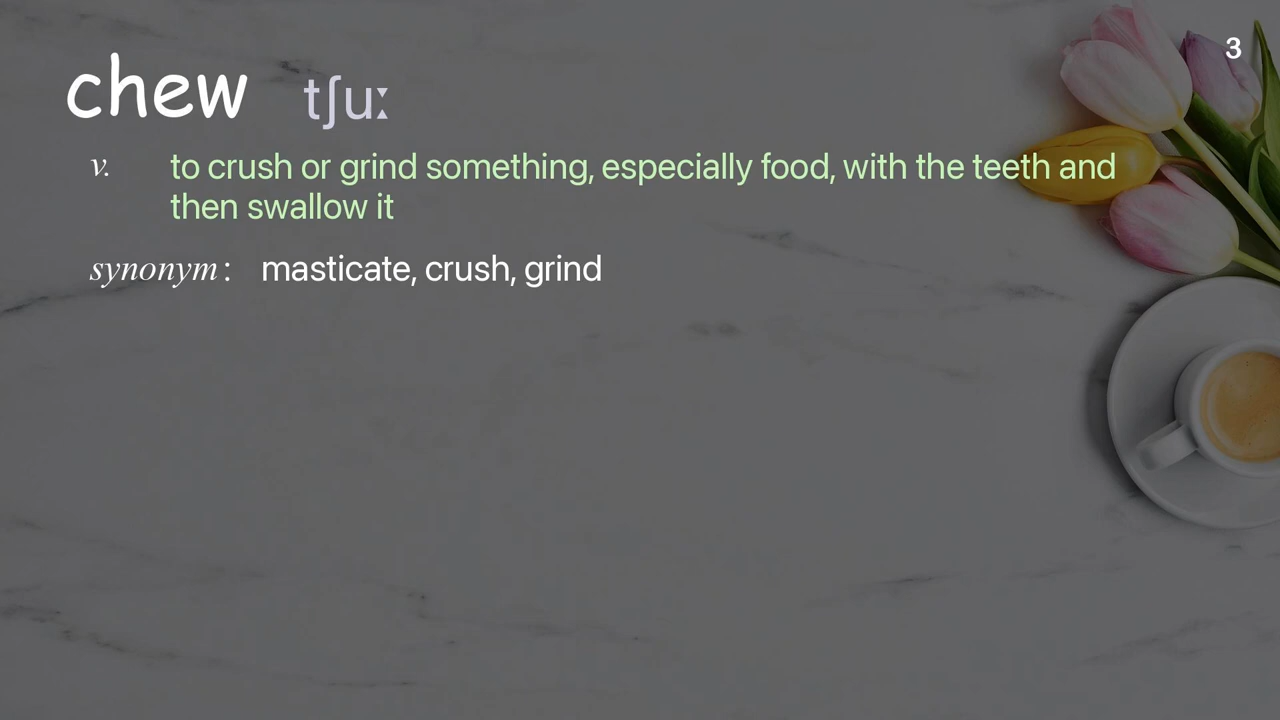 3
chew tʃuː
v. to crush or grind something, especially food, with the teeth and
then swallow it
synonym: masticate, crush, grind